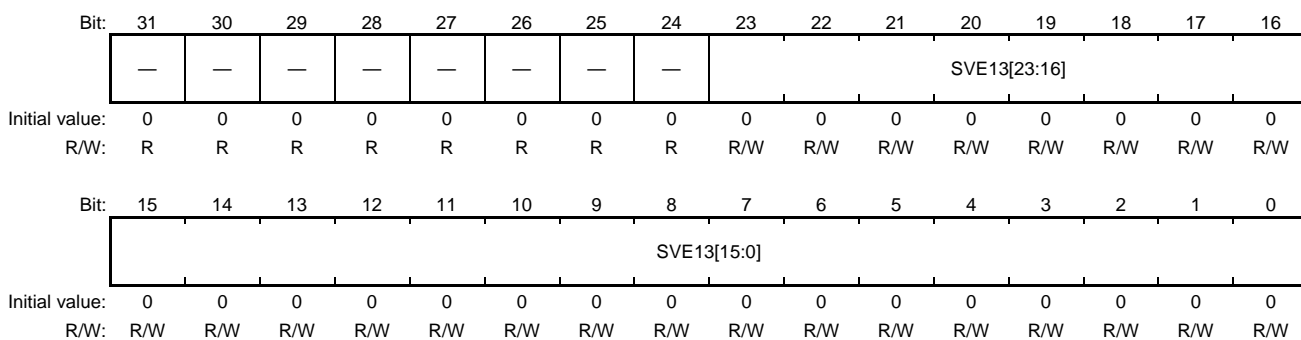 Bit: 31 30 29 28 27 26 25 24 23 22 21 20 19 18 17 16
— — — — — — — — SVE13[23:16]
Initial value: 0 0 0 0 0 0 0 0 0 0 0 0 0 0 0 0
R/W: R R R R R R R R R/W R/W R/W R/W R/W R/W R/W R/W
Bit: 15 14 13 12 11 10 9 8 7 6 5 4 3 2 1 0
SVE13[15:0]
Initial value: 0 0 0 0 0 0 0 0 0 0 0 0 0 0 0 0
R/W: R/W R/W R/W R/W R/W R/W R/W R/W R/W R/W R/W R/W R/W R/W R/W R/W